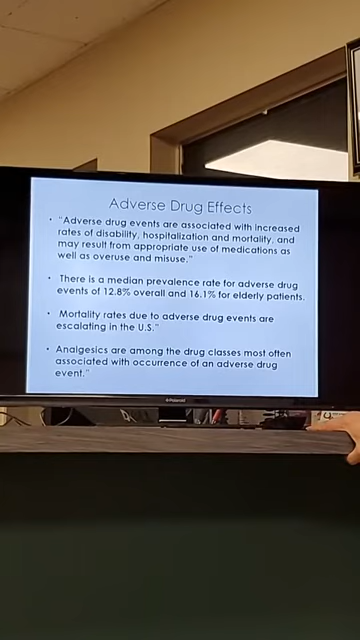 Adverse Drug Effects
• "Adverse drug events are associated with increased
rates of disability, hospitalization and mortality, and
may result from appropriate use of medications as
well as overuse and misuse."
• There is a median prevalence rate for adverse drug
events of 12.8% overall and 16.1% for elderly patients.
• Mortality rates due to adverse drug events are
escalating in the U.S."
• Analgesics are among the drug classes most often
associated with occurrence of an adverse drug
event."
Polaroid